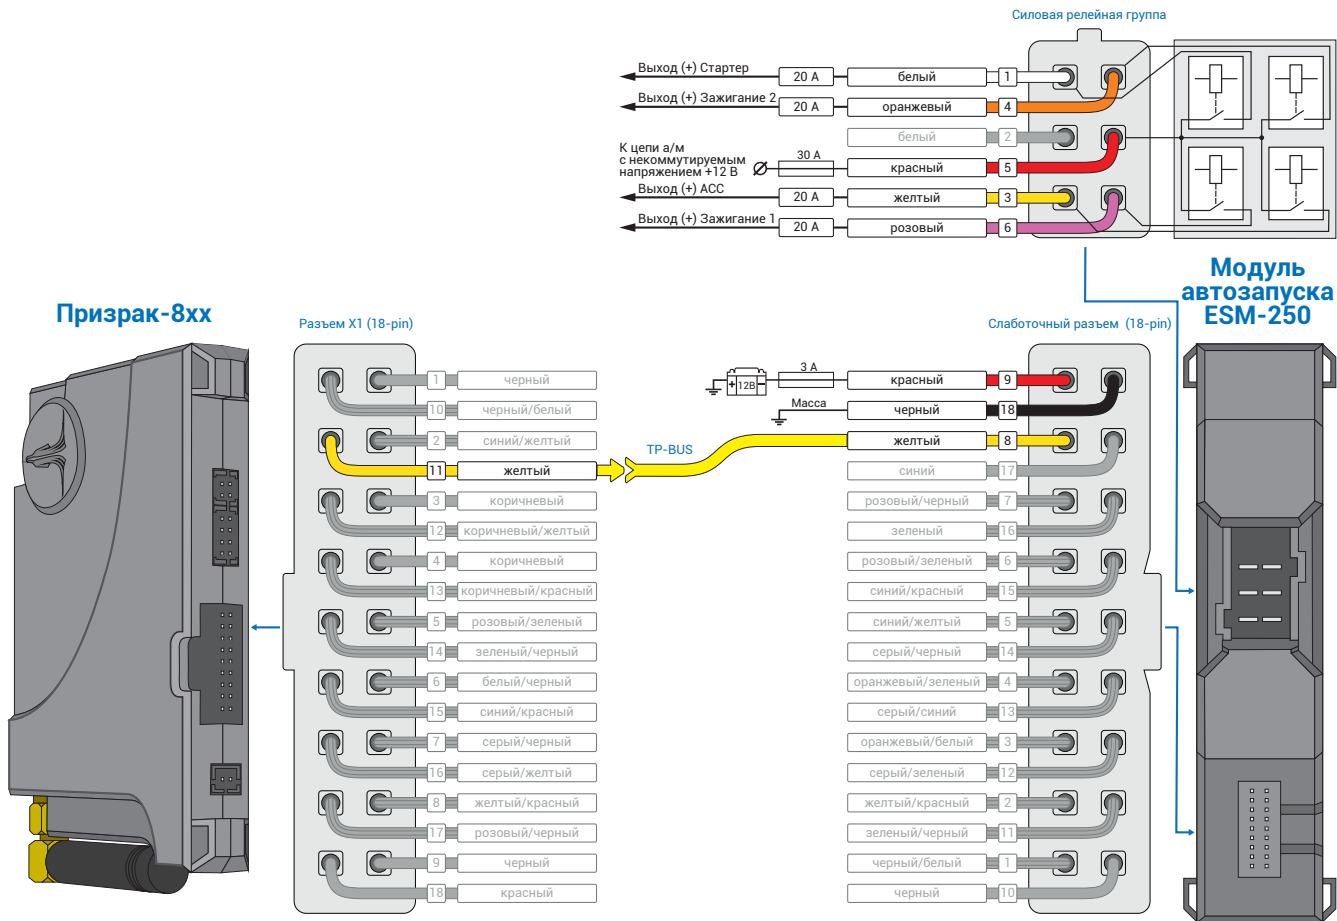 Силовая релейная группа
Выход (+) Стартер
20 А
белый
1
Выход (+) Зажигание 2
20 А
оранжевый
4
белый
2
К цепи а/м
с некоммутируемым
напряжением +12 В
30 А
красный
5
Выход (+) ACC
20 А
желтый
3
Выход (+) Зажигание 1
20 А
розовый
6
Призрак-8xx
Модуль
автозапуска
ESM-250
Разъем X1 (18-pin)
Слаботочный разъем (18-pin)
1
черный
10
черный/белый
2
синий/желтый
11
желтый
3
коричневый
12
коричневый/желтый
4
коричневый
13
коричневый/красный
5
розовый/зеленый
14
зеленый/черный
6
белый/черный
15
синий/красный
7
серый/черный
16
серый/желтый
8
желтый/красный
17
розовый/черный
9
черный
18
красный
TP-BUS
+ 12В −
3 А
красный
9
Масса
черный
18
желтый
8
синий
17
розовый/черный
7
зеленый
16
розовый/зеленый
6
синий/красный
15
синий/желтый
5
серый/черный
14
оранжевый/зеленый
4
серый/синий
13
оранжевый/белый
3
серый/зеленый
12
желтый/красный
2
зеленый/черный
11
черный/белый
1
черный
10